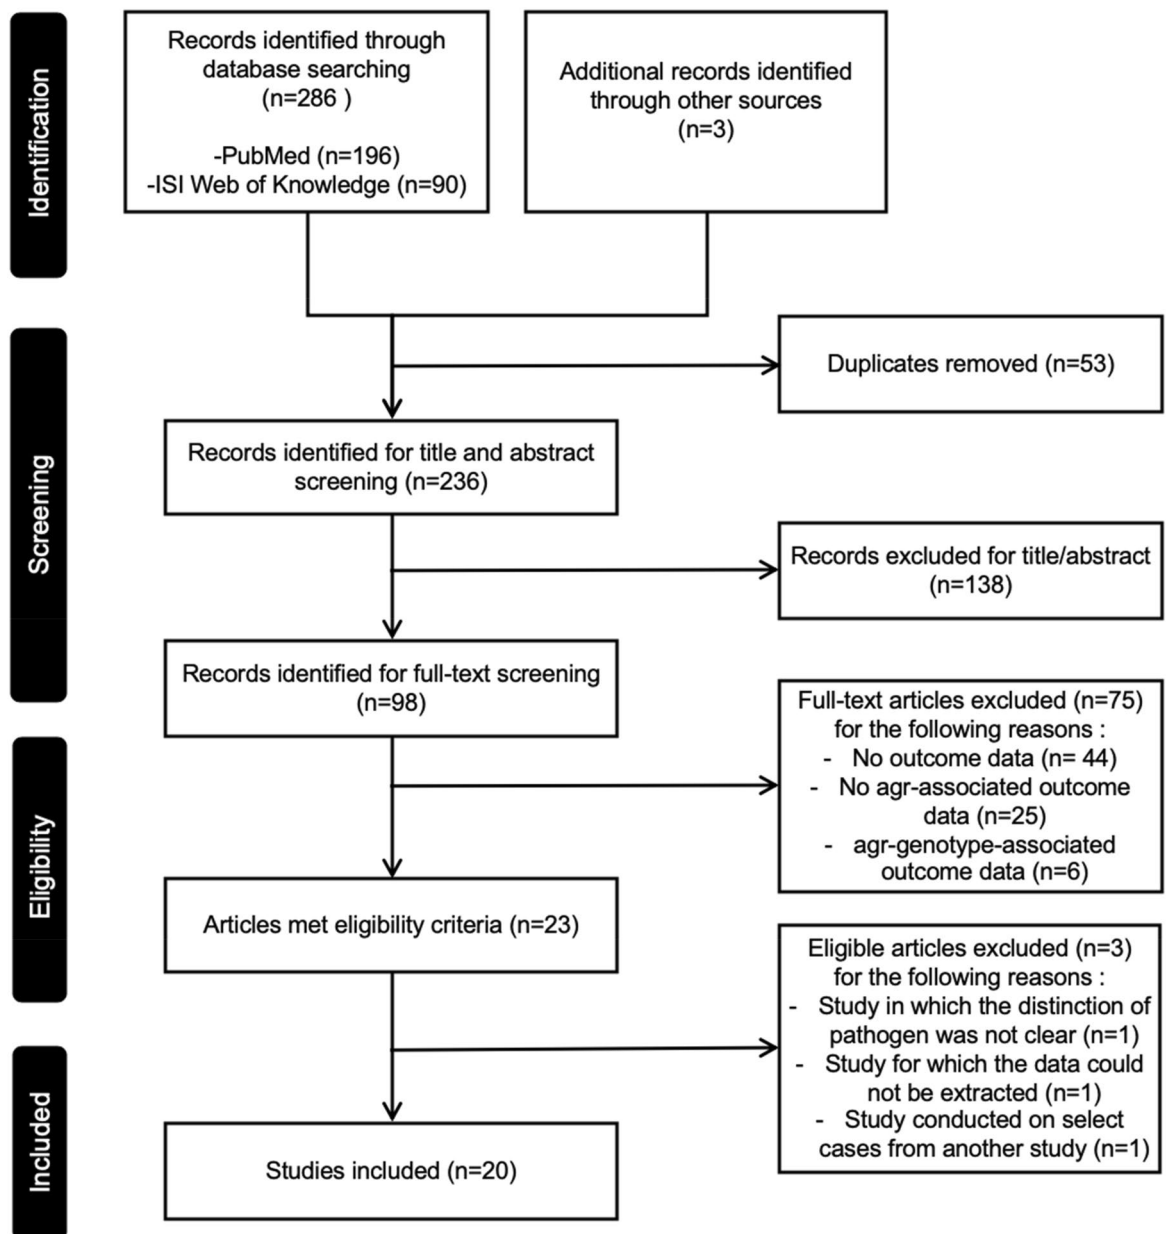 Identification
Records identified through
database searching
(n=286 )
-PubMed (n=196)
-ISI Web of Knowledge (n=90)
Additional records identified
through other sources
(n=3)
Screening
Duplicates removed (n=53)
Records identified for title and abstract
screening (n=236)
Records excluded for title/abstract
(n=138)
Records identified for full-text screening
(n=98)
Eligibility
Full-text articles excluded (n=75)
for the following reasons :
- No outcome data (n= 44)
- No agr-associated outcome
data (n=25)
- agr-genotype-associated
outcome data (n=6)
Articles met eligibility criteria (n=23)
Eligible articles excluded (n=3)
for the following reasons :
- Study in which the distinction of
pathogen was not clear (n=1)
- Study for which the data could
not be extracted (n=1)
- Study conducted on select
cases from another study (n=1)
Included
Studies included (n=20)